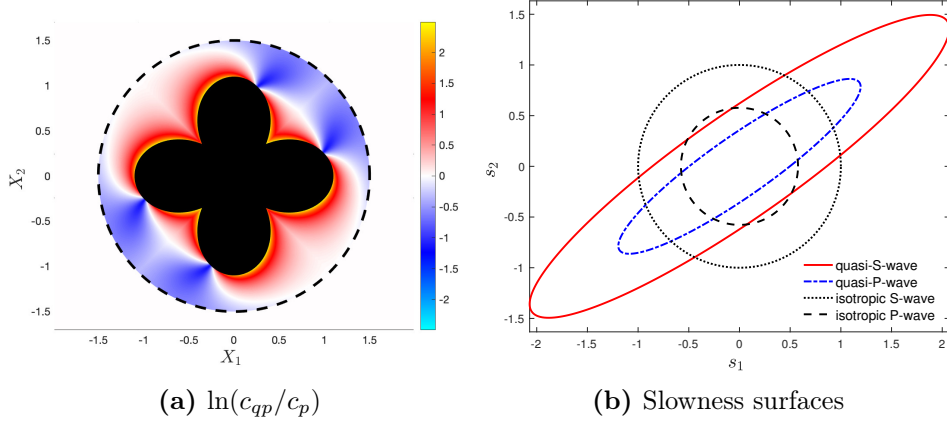 1.5
1
0.5
0
-0.5
-1
-1.5
X₂
-1.5 -1 -0.5 0 0.5 1 1.5
X₁
2
1.5
1
0.5
0
-0.5
-1
-1.5
-2
(a) ln(c_{qp}/c_p)
1.5
1
0.5
0
-0.5
-1
-1.5
s₂
-2 -1.5 -1 -0.5 0 0.5 1 1.5 2
s₁
quasi-S-wave
quasi-P-wave
isotropic S-wave
isotropic P-wave
(b) Slowness surfaces